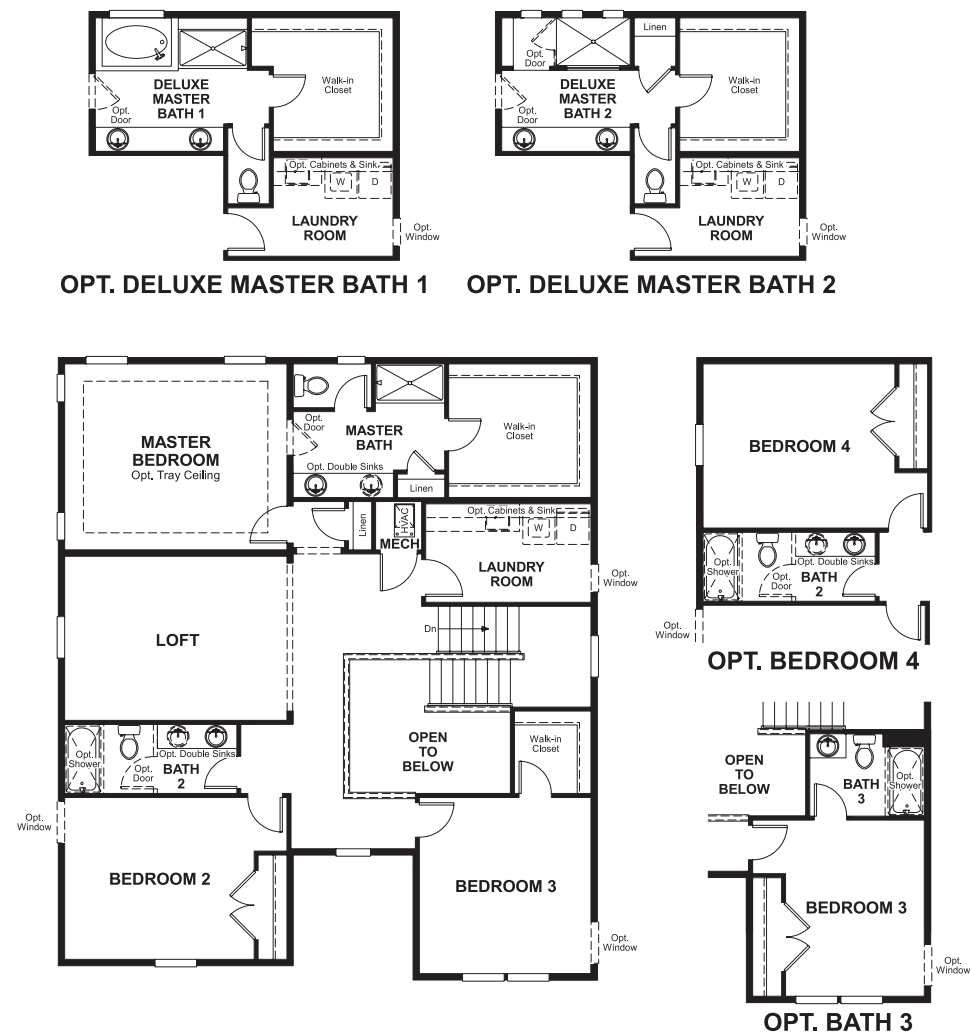 Linen
Opt.
Door
Walk-in
Closet
DELUXE
MASTER
BATH 1
Opt.
Door
Opt. Cabinets & Sink
W
D
LAUNDRY
ROOM
Opt.
Window
OPT. DELUXE MASTER BATH 1
DELUXE
MASTER
BATH 2
Opt.
Door
Walk-in
Closet
Opt. Cabinets & Sink
W
D
LAUNDRY
ROOM
Opt.
Window
OPT. DELUXE MASTER BATH 2
MASTER
BEDROOM
Opt. Tray Ceiling
Opt.
Door
MASTER
BATH
Opt. Double Sinks
Linen
Walk-in
Closet
Linen
HVAC
MECH
Opt. Cabinets & Sink
W
D
LAUNDRY
ROOM
Opt.
Window
LOFT
Dn
OPEN
TO
BELOW
Walk-in
Closet
Opt.
Shower
Opt.
Door
Opt. Double Sinks
BATH
2
Opt.
Window
BEDROOM 2
BEDROOM 3
Opt.
Window
BEDROOM 4
Opt.
Shower
Opt.
Door
Opt. Double Sinks
BATH
2
Opt.
Window
OPT. BEDROOM 4
OPEN
TO
BELOW
BATH
3
Opt.
Shower
BEDROOM 3
Opt.
Window
OPT. BATH 3